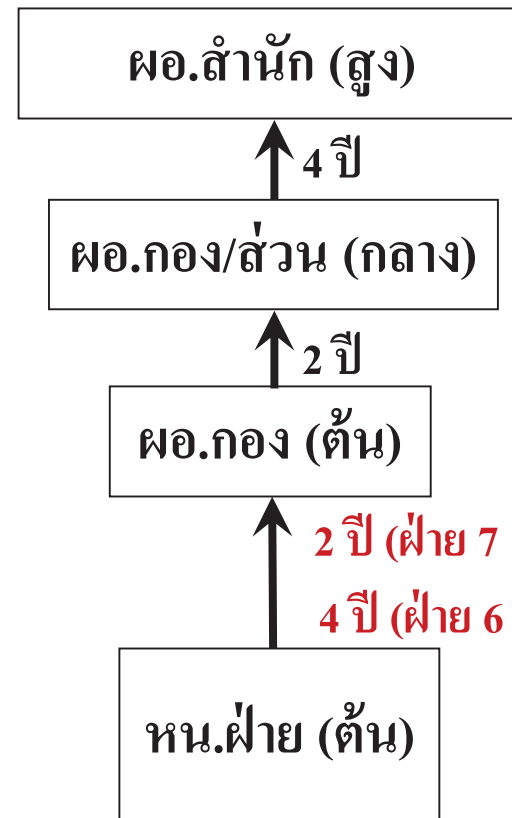 ผอ.สำนัก (สูง)
4 ปี
ผอ.กอง/ส่วน (กลาง)
2 ปี
ผอ.กอง (ต้น)
2 ปี (ฝ่าย 7
4 ปี (ฝ่าย 6
หน.ฝ่าย (ต้น)